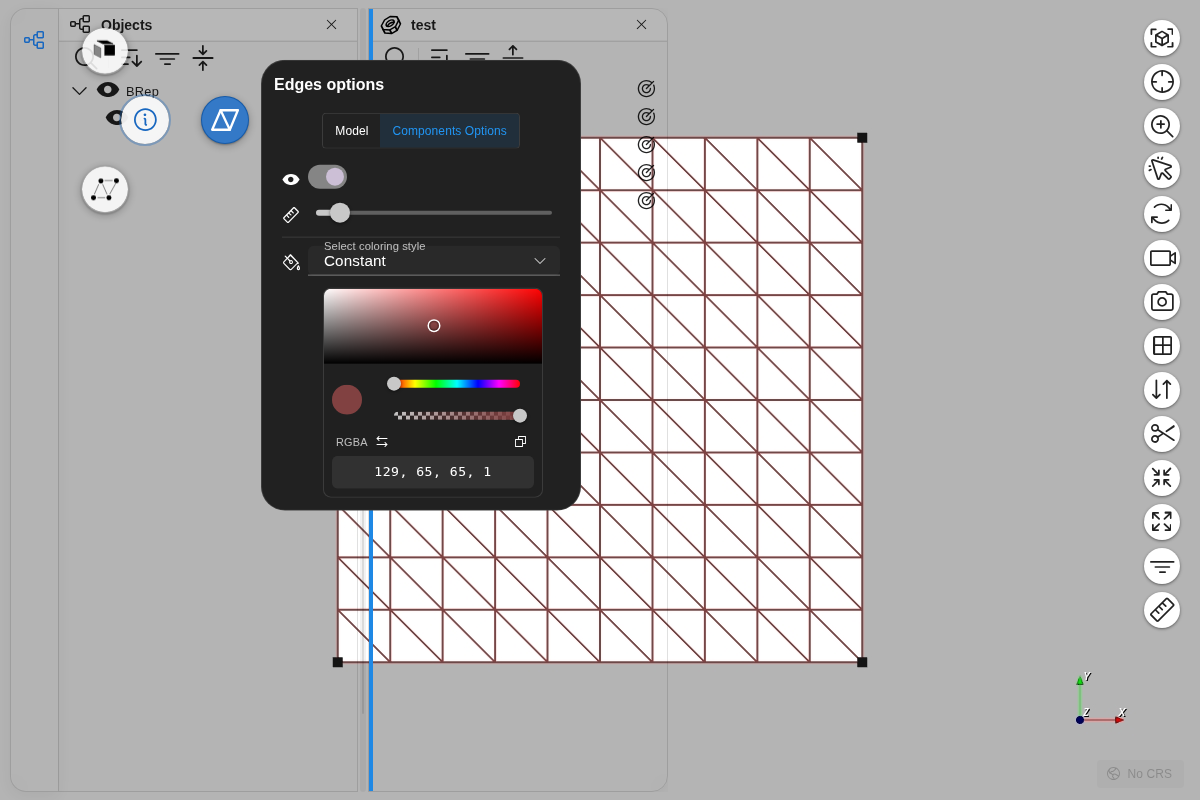 Objects
test
BRep
Edges options
Model
Components Options
Select coloring style
Constant
RGBA
129, 65, 65, 1
Y
Z
X
No CRS